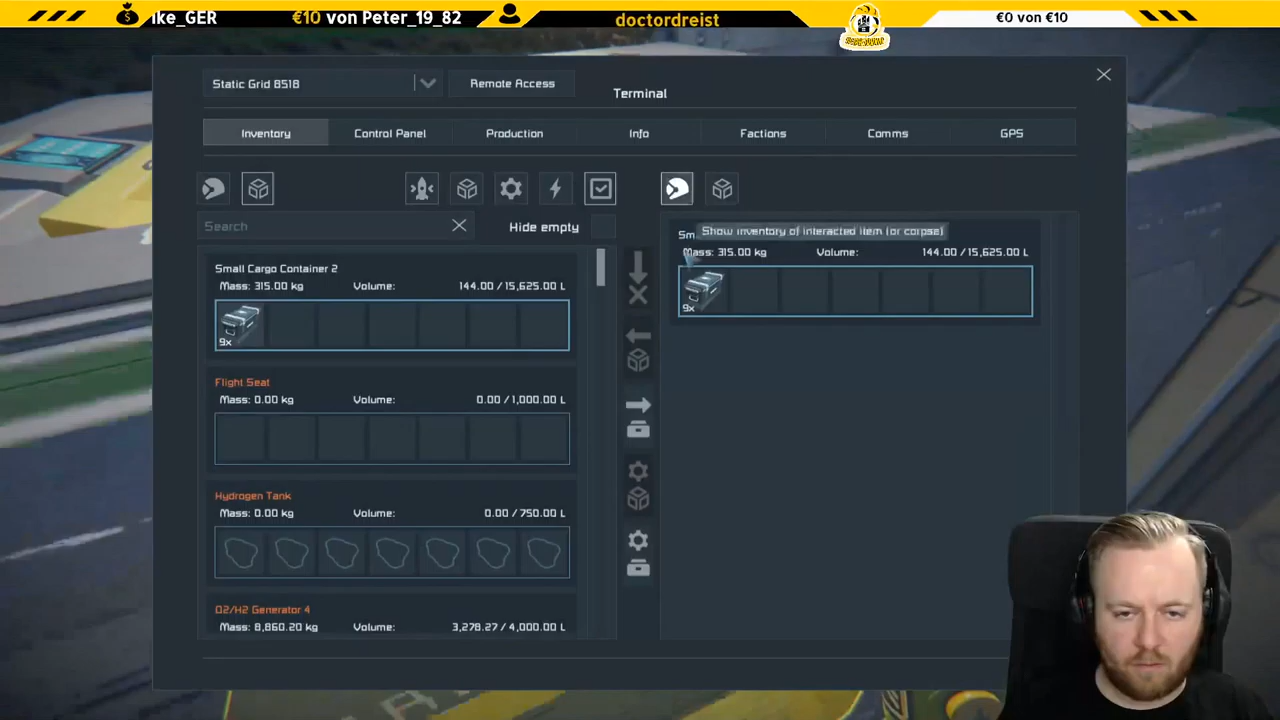 Ike_GER
€10 von Peter_19_82
doctordreist
€0 von €10
Static Grid 8518
Remote Access
Terminal
Inventory
Control Panel
Production
Info
Factions
Comms
GPS
Search
Hide empty
Small Cargo Container 2
Mass: 315.00 kg
Volume:
144.00 / 15,625.00 L
9x
Flight Seat
Mass: 0.00 kg
Volume:
0.00 / 1,000.00 L
Hydrogen Tank
Mass: 0.00 kg
Volume:
0.00 / 750.00 L
O2/H2 Generator 4
Mass: 8,860.20 kg
Volume:
3,278.27 / 4,000.00 L
Sm
Show inventory of interacted item (or corpse)
Mass: 315.00 kg
Volume:
144.00 / 15,625.00 L
9x